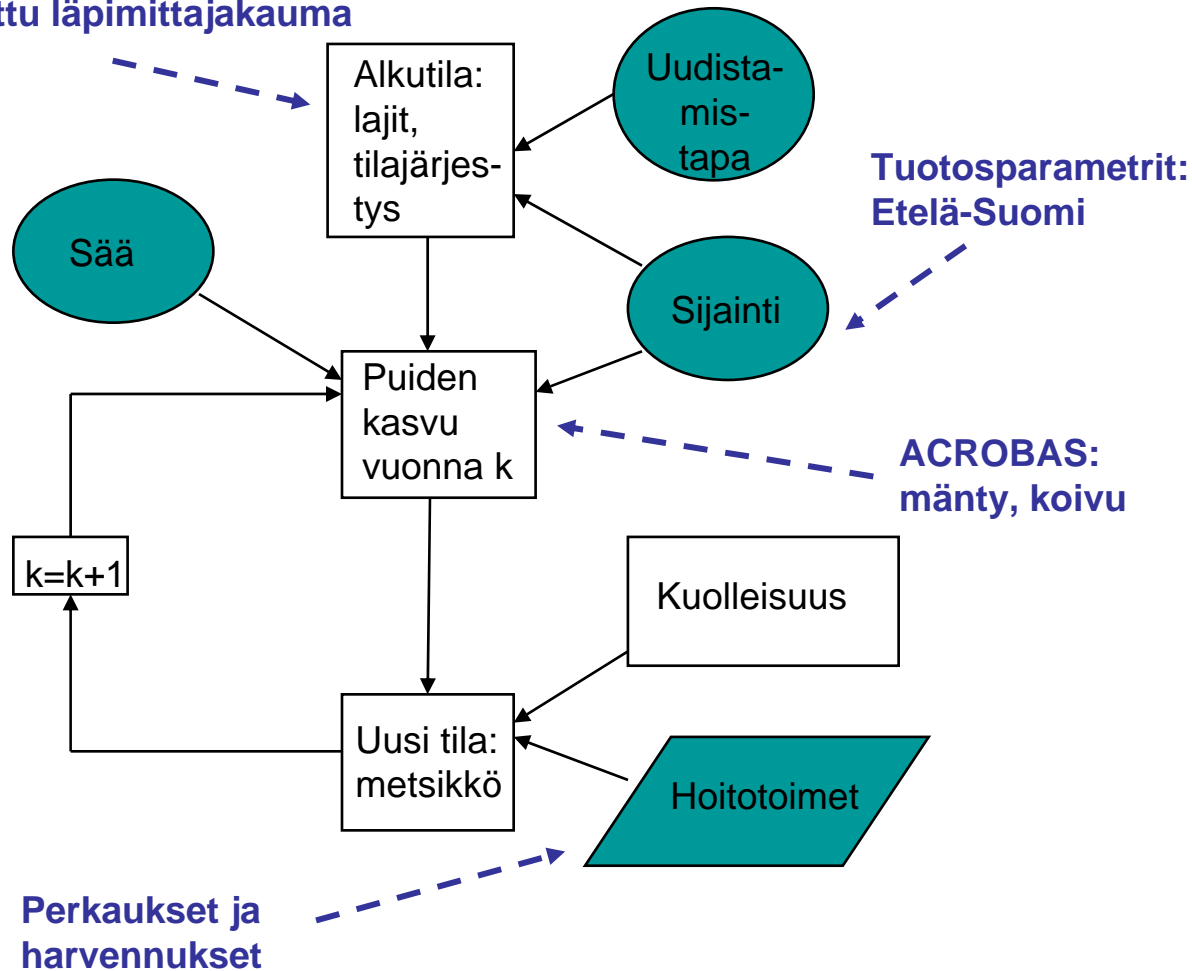 läpimittajakauma
Alkutila:
lajit,
tilajärjes-
tys
Uudista-
mis-
tapa
Tuotosparametrit:
Etelä-Suomi
Sää
Sijainti
Puiden
kasvu
vuonna k
ACROBAS:
mänty, koivu
k=k+1
Kuolleisuus
Uusi tila:
metsikkö
Hoitotoimet
Perkaukset ja
harvennukset